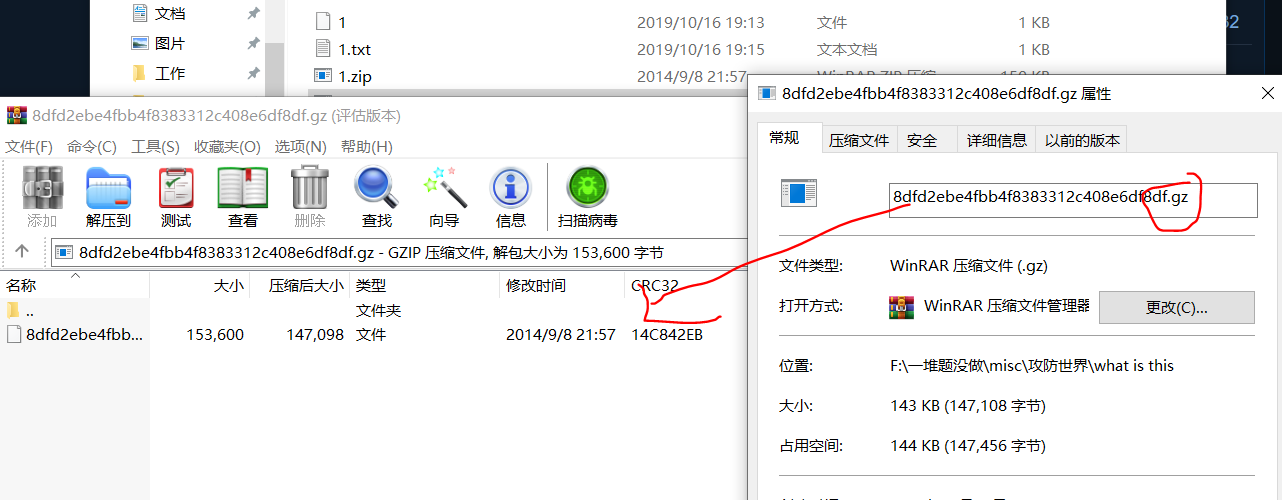 文档
图片
工作
1 2019/10/16 19:13 文件 1 KB
1.txt 2019/10/16 19:15 文本文档 1 KB
1.zip 2014/9/8 21:57
8dfd2ebe4fbb4f8383312c408e6df8df.gz (评估版本)
文件(F) 命令(C) 工具(S) 收藏夹(O) 选项(N) 帮助(H)
添加 解压到 测试 查看 删除 查找 向导 信息 扫描病毒
8dfd2ebe4fbb4f8383312c408e6df8df.gz - GZIP 压缩文件, 解包大小为 153,600 字节
名称 大小 压缩后大小 类型 修改时间 CRC32
.. 文件夹
8dfd2ebe4fbb... 153,600 147,098 文件 2014/9/8 21:57 14C842EB
8dfd2ebe4fbb4f8383312c408e6df8df.gz 属性
常规 压缩文件 安全 详细信息 以前的版本
8dfd2ebe4fbb4f8383312c408e6df8df.gz
文件类型: WinRAR 压缩文件 (.gz)
打开方式: WinRAR 压缩文件管理器 更改(C)...
位置: F:\一堆题没做\misc\攻防世界\what is this
大小: 143 KB (147,108 字节)
占用空间: 144 KB (147,456 字节)